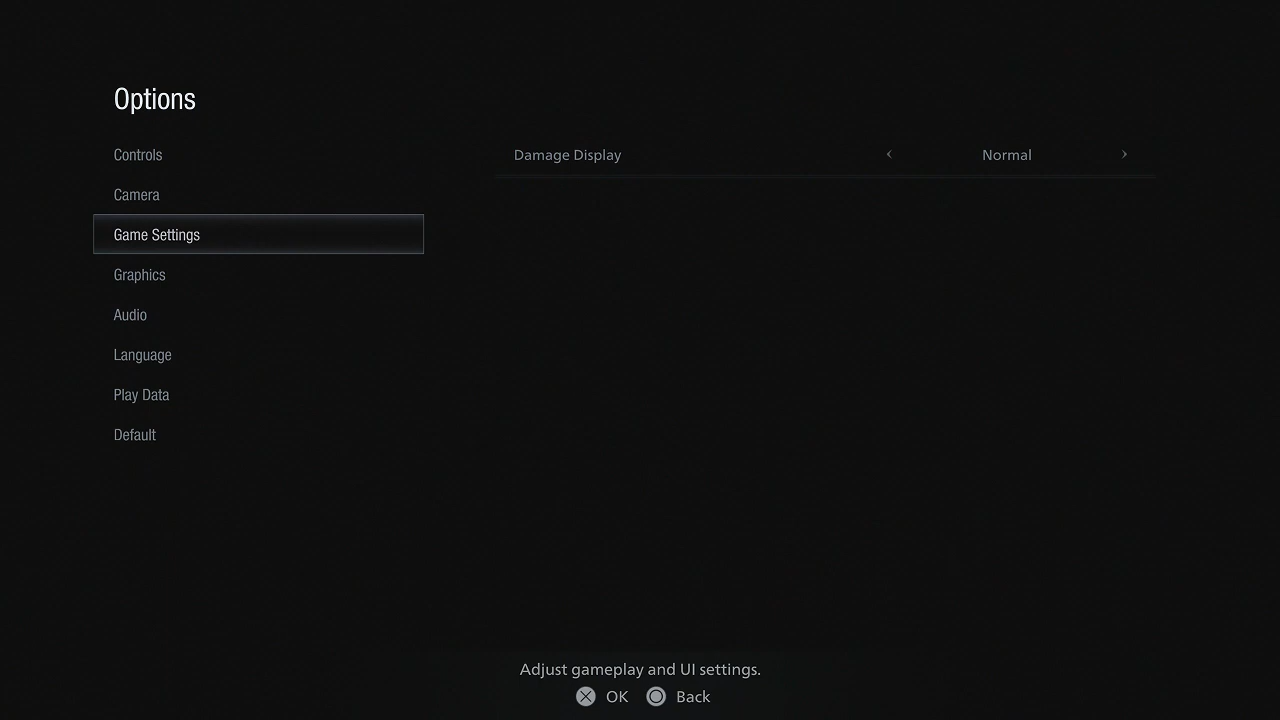 Options
Controls
Camera
Game Settings
Graphics
Audio
Language
Play Data
Default
Damage Display ‹ Normal ›
Adjust gameplay and UI settings.
OK Back